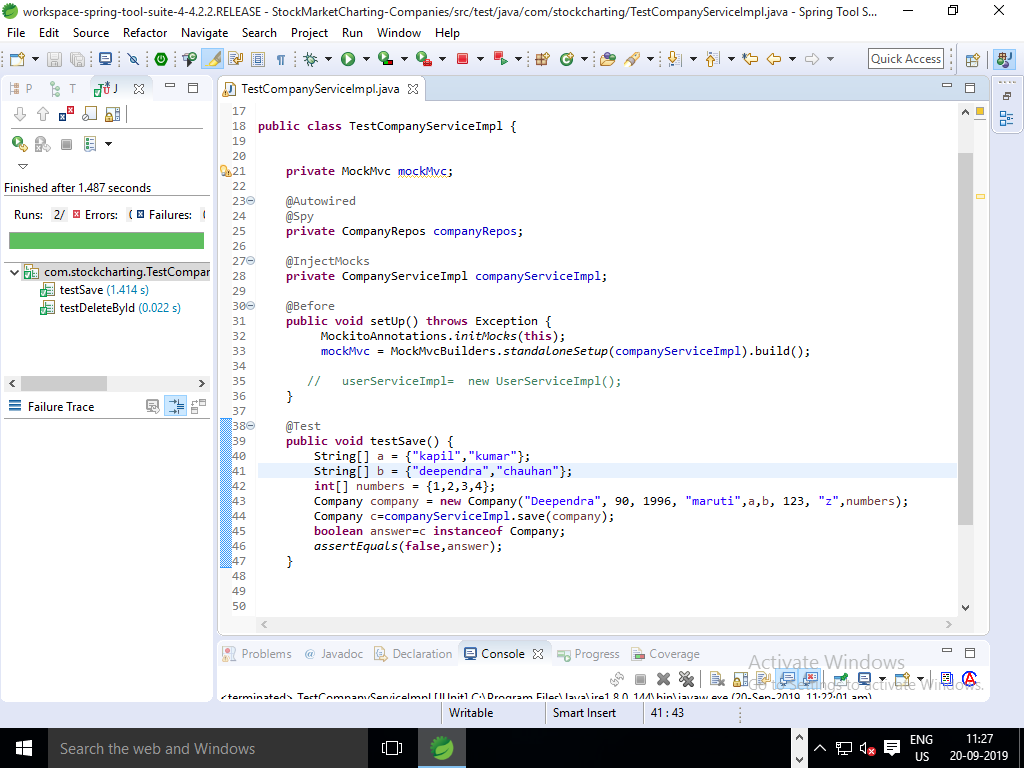 workspace-spring-tool-suite-4-4.2.2.RELEASE - StockMarketCharting-Companies/src/test/java/com/stockcharting/TestCompanyServiceImpl.java - Spring Tool S...
File Edit Source Refactor Navigate Search Project Run Window Help
Quick Access
P T J
TestCompanyServiceImpl.java
Finished after 1.487 seconds
Runs: 2/ Errors: ( Failures: (
com.stockcharting.TestCompar
testSave (1.414 s)
testDeleteById (0.022 s)
Failure Trace
17
18 public class TestCompanyServiceImpl {
19
20
21 private MockMvc mockMvc;
22
23 @Autowired
24 @Spy
25 private CompanyRepos companyRepos;
26
27 @InjectMocks
28 private CompanyServiceImpl companyServiceImpl;
29
30 @Before
31 public void setUp() throws Exception {
32 MockitoAnnotations.initMocks(this);
33 mockMvc = MockMvcBuilders.standaloneSetup(companyServiceImpl).build();
34
35 // userServiceImpl= new UserServiceImpl();
36 }
37
38 @Test
39 public void testSave() {
40 String[] a = {"kapil","kumar"};
41 String[] b = {"deependra","chauhan"};
42 int[] numbers = {1,2,3,4};
43 Company company = new Company("Deependra", 90, 1996, "maruti",a,b, 123, "z",numbers);
44 Company c=companyServiceImpl.save(company);
45 boolean answer=c instanceof Company;
46 assertEquals(false,answer);
47 }
48
49
50
Problems @ Javadoc Declaration Console Progress Coverage
Activate Windows
Go to Settings to activate Windows.
<terminated> TestCompanyServiceImpl [JUnit] C:\Program Files\Java\jre1.8.0_144\bin\javaw.exe (20-Sep-2019, 11:22:01 am)
Writable Smart Insert 41 : 43
Search the web and Windows
ENG
US
11:27
20-09-2019